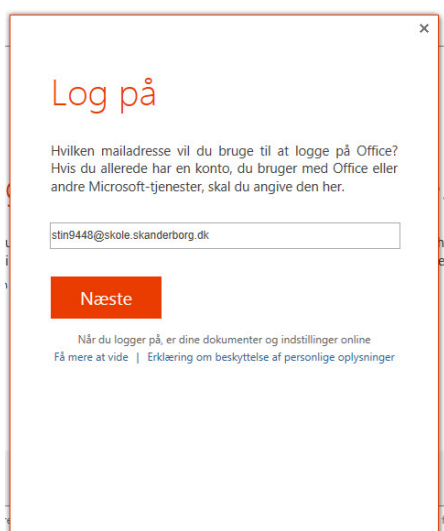 Log på
Hvilken mailadresse vil du bruge til at logge på Office?
Hvis du allerede har en konto, du bruger med Office eller
andre Microsoft-tjenester, skal du angive den her.
stin9448@skole.skanderborg.dk
Næste
Når du logger på, er dine dokumenter og indstillinger online
Få mere at vide | Erklæring om beskyttelse af personlige oplysninger